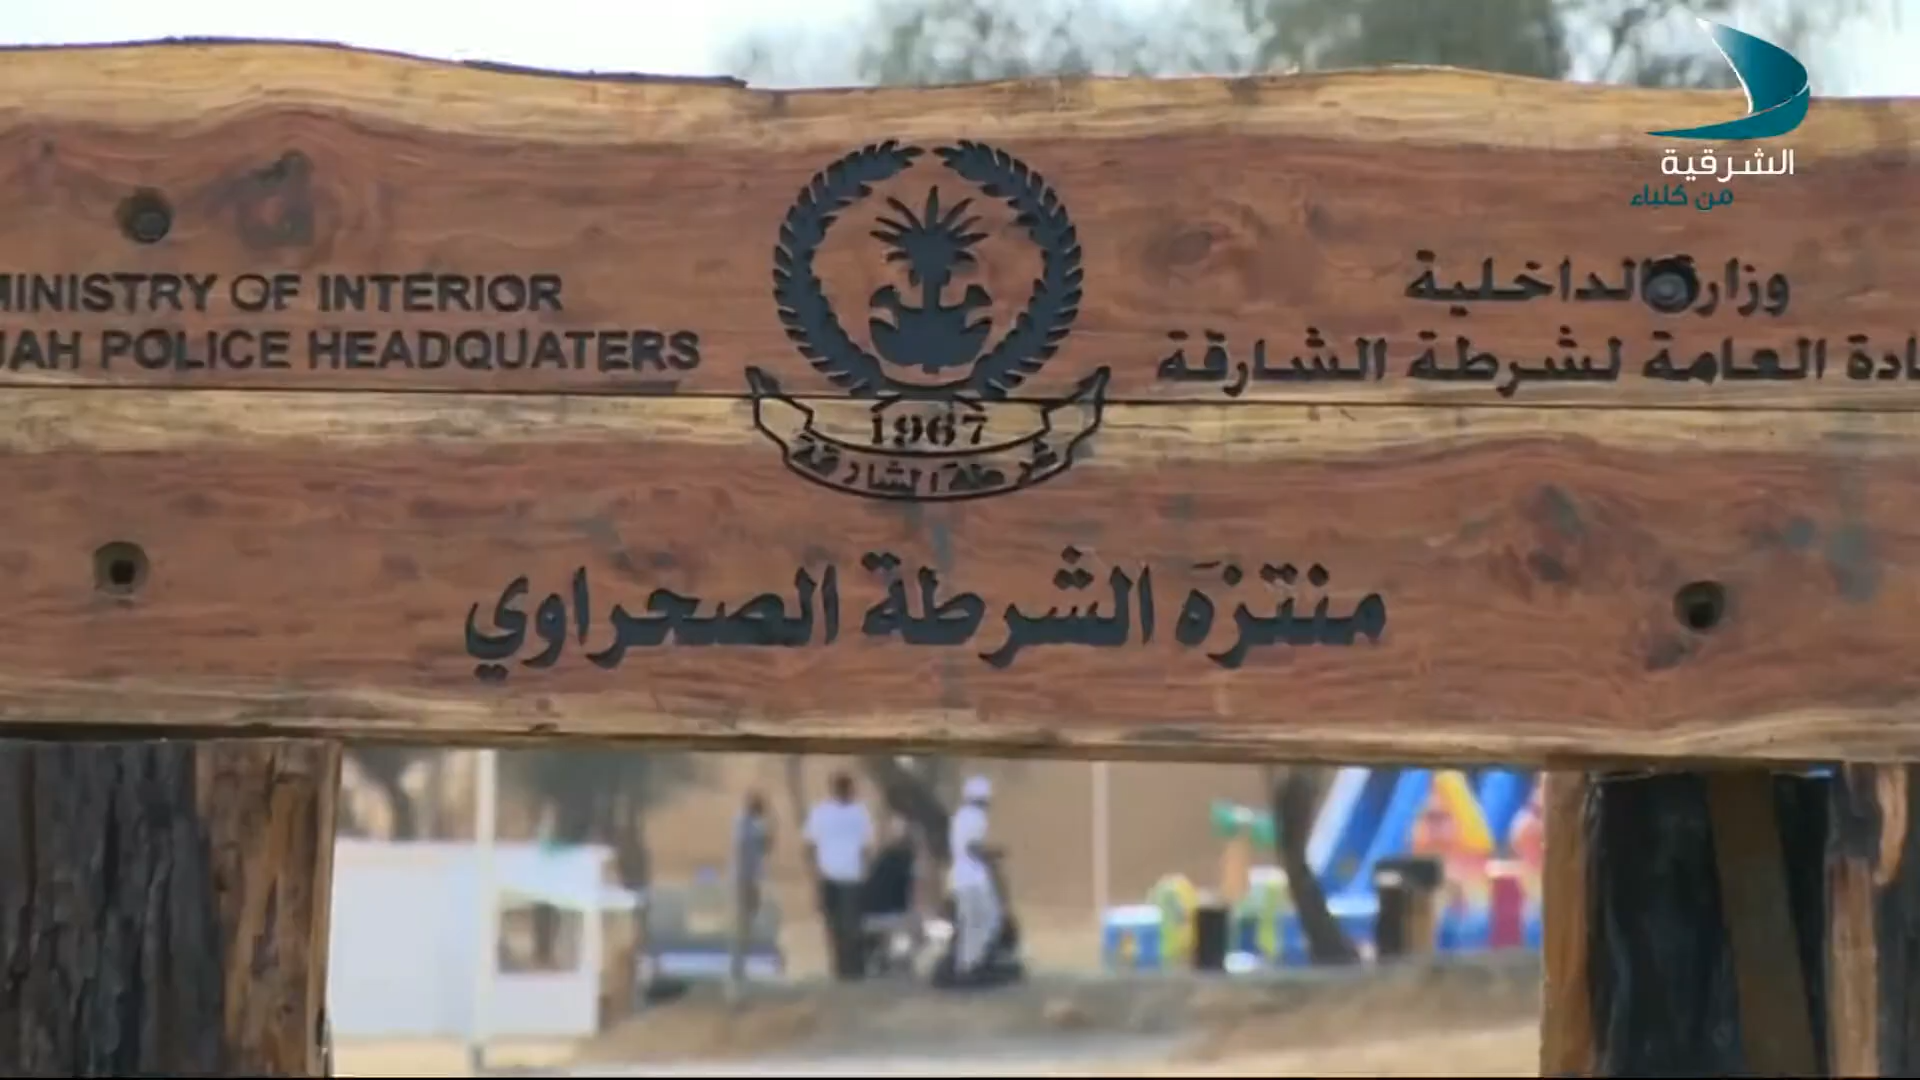 الشرقية
من كلباء
MINISTRY OF INTERIOR
JAH POLICE HEADQUATERS
وزارة الداخلية
ادة العامة لشرطة الشارقة
1967
شرطة الشارقة
منتزه الشرطة الصحراوي